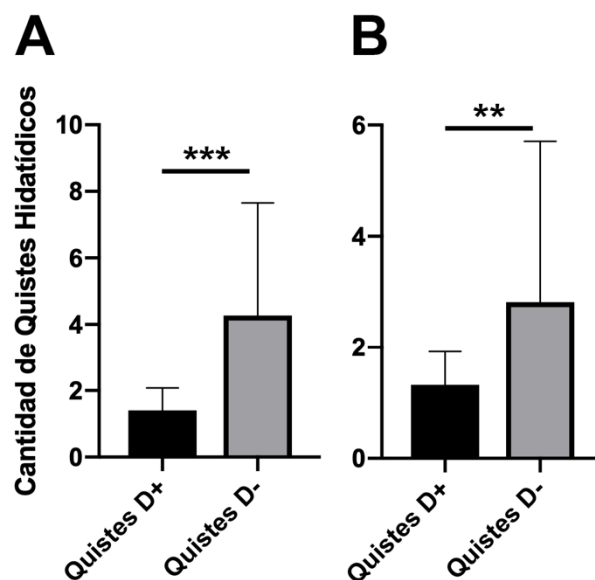 A
B
Cantidad de Quistes Hidatídicos
10
8
6
4
2
0
***
Quistes D+
Quistes D-
6
4
2
0
**
Quistes D+
Quistes D-